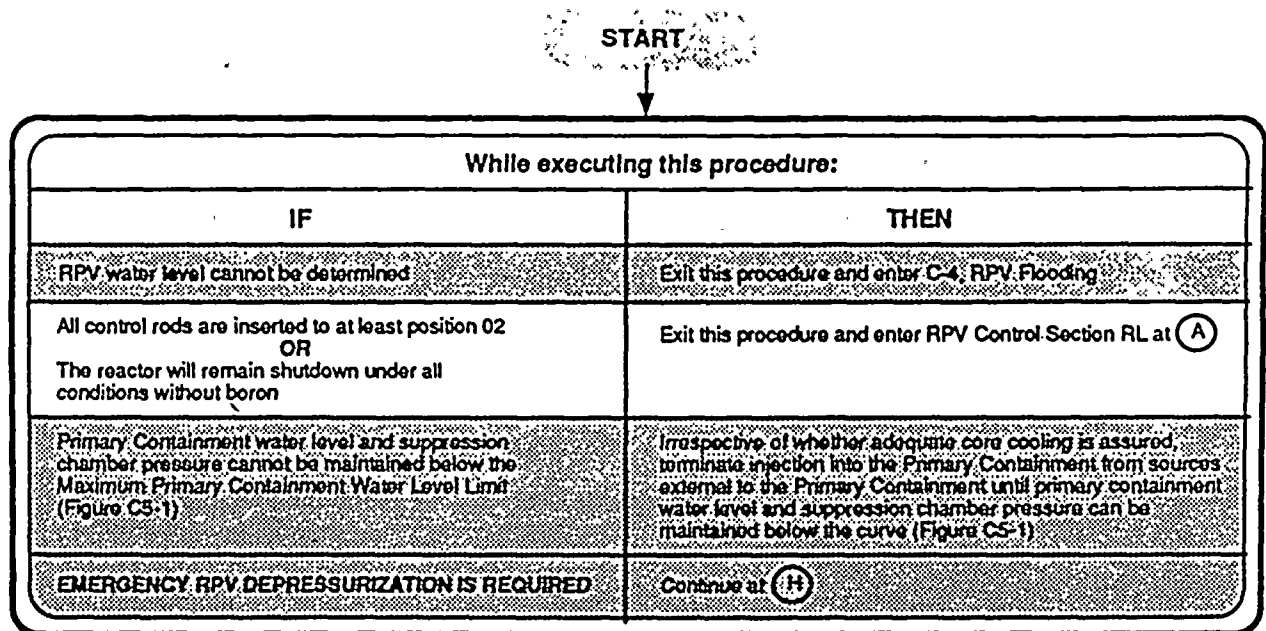 START
While executing this procedure:
IF
THEN
RPV water level cannot be determined
Exit this procedure and enter C-4, RPV Flooding
All control rods are inserted to at least position 02
OR
The reactor will remain shutdown under all
conditions without boron
Exit this procedure and enter RPV Control Section RL at A
Primary Containment water level and suppression
chamber pressure cannot be maintained below the
Maximum Primary Containment Water Level Limit
(Figure C5-1)
Irrespective of whether adequate core cooling is assured,
terminate injection into the Primary Containment from sources
external to the Primary Containment until primary containment
water level and suppression chamber pressure can be
maintained below the curve (Figure C5-1)
EMERGENCY RPV DEPRESSURIZATION IS REQUIRED
Continue at H